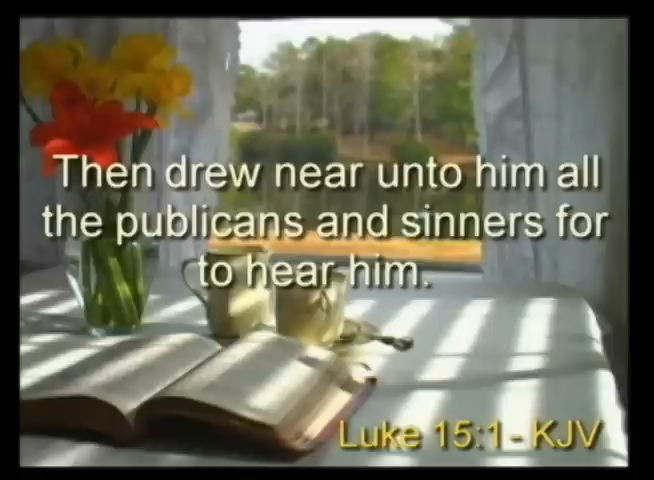 Then drew near unto him all
the publicans and sinners for
to hear him.
Luke 15:1 - KJV